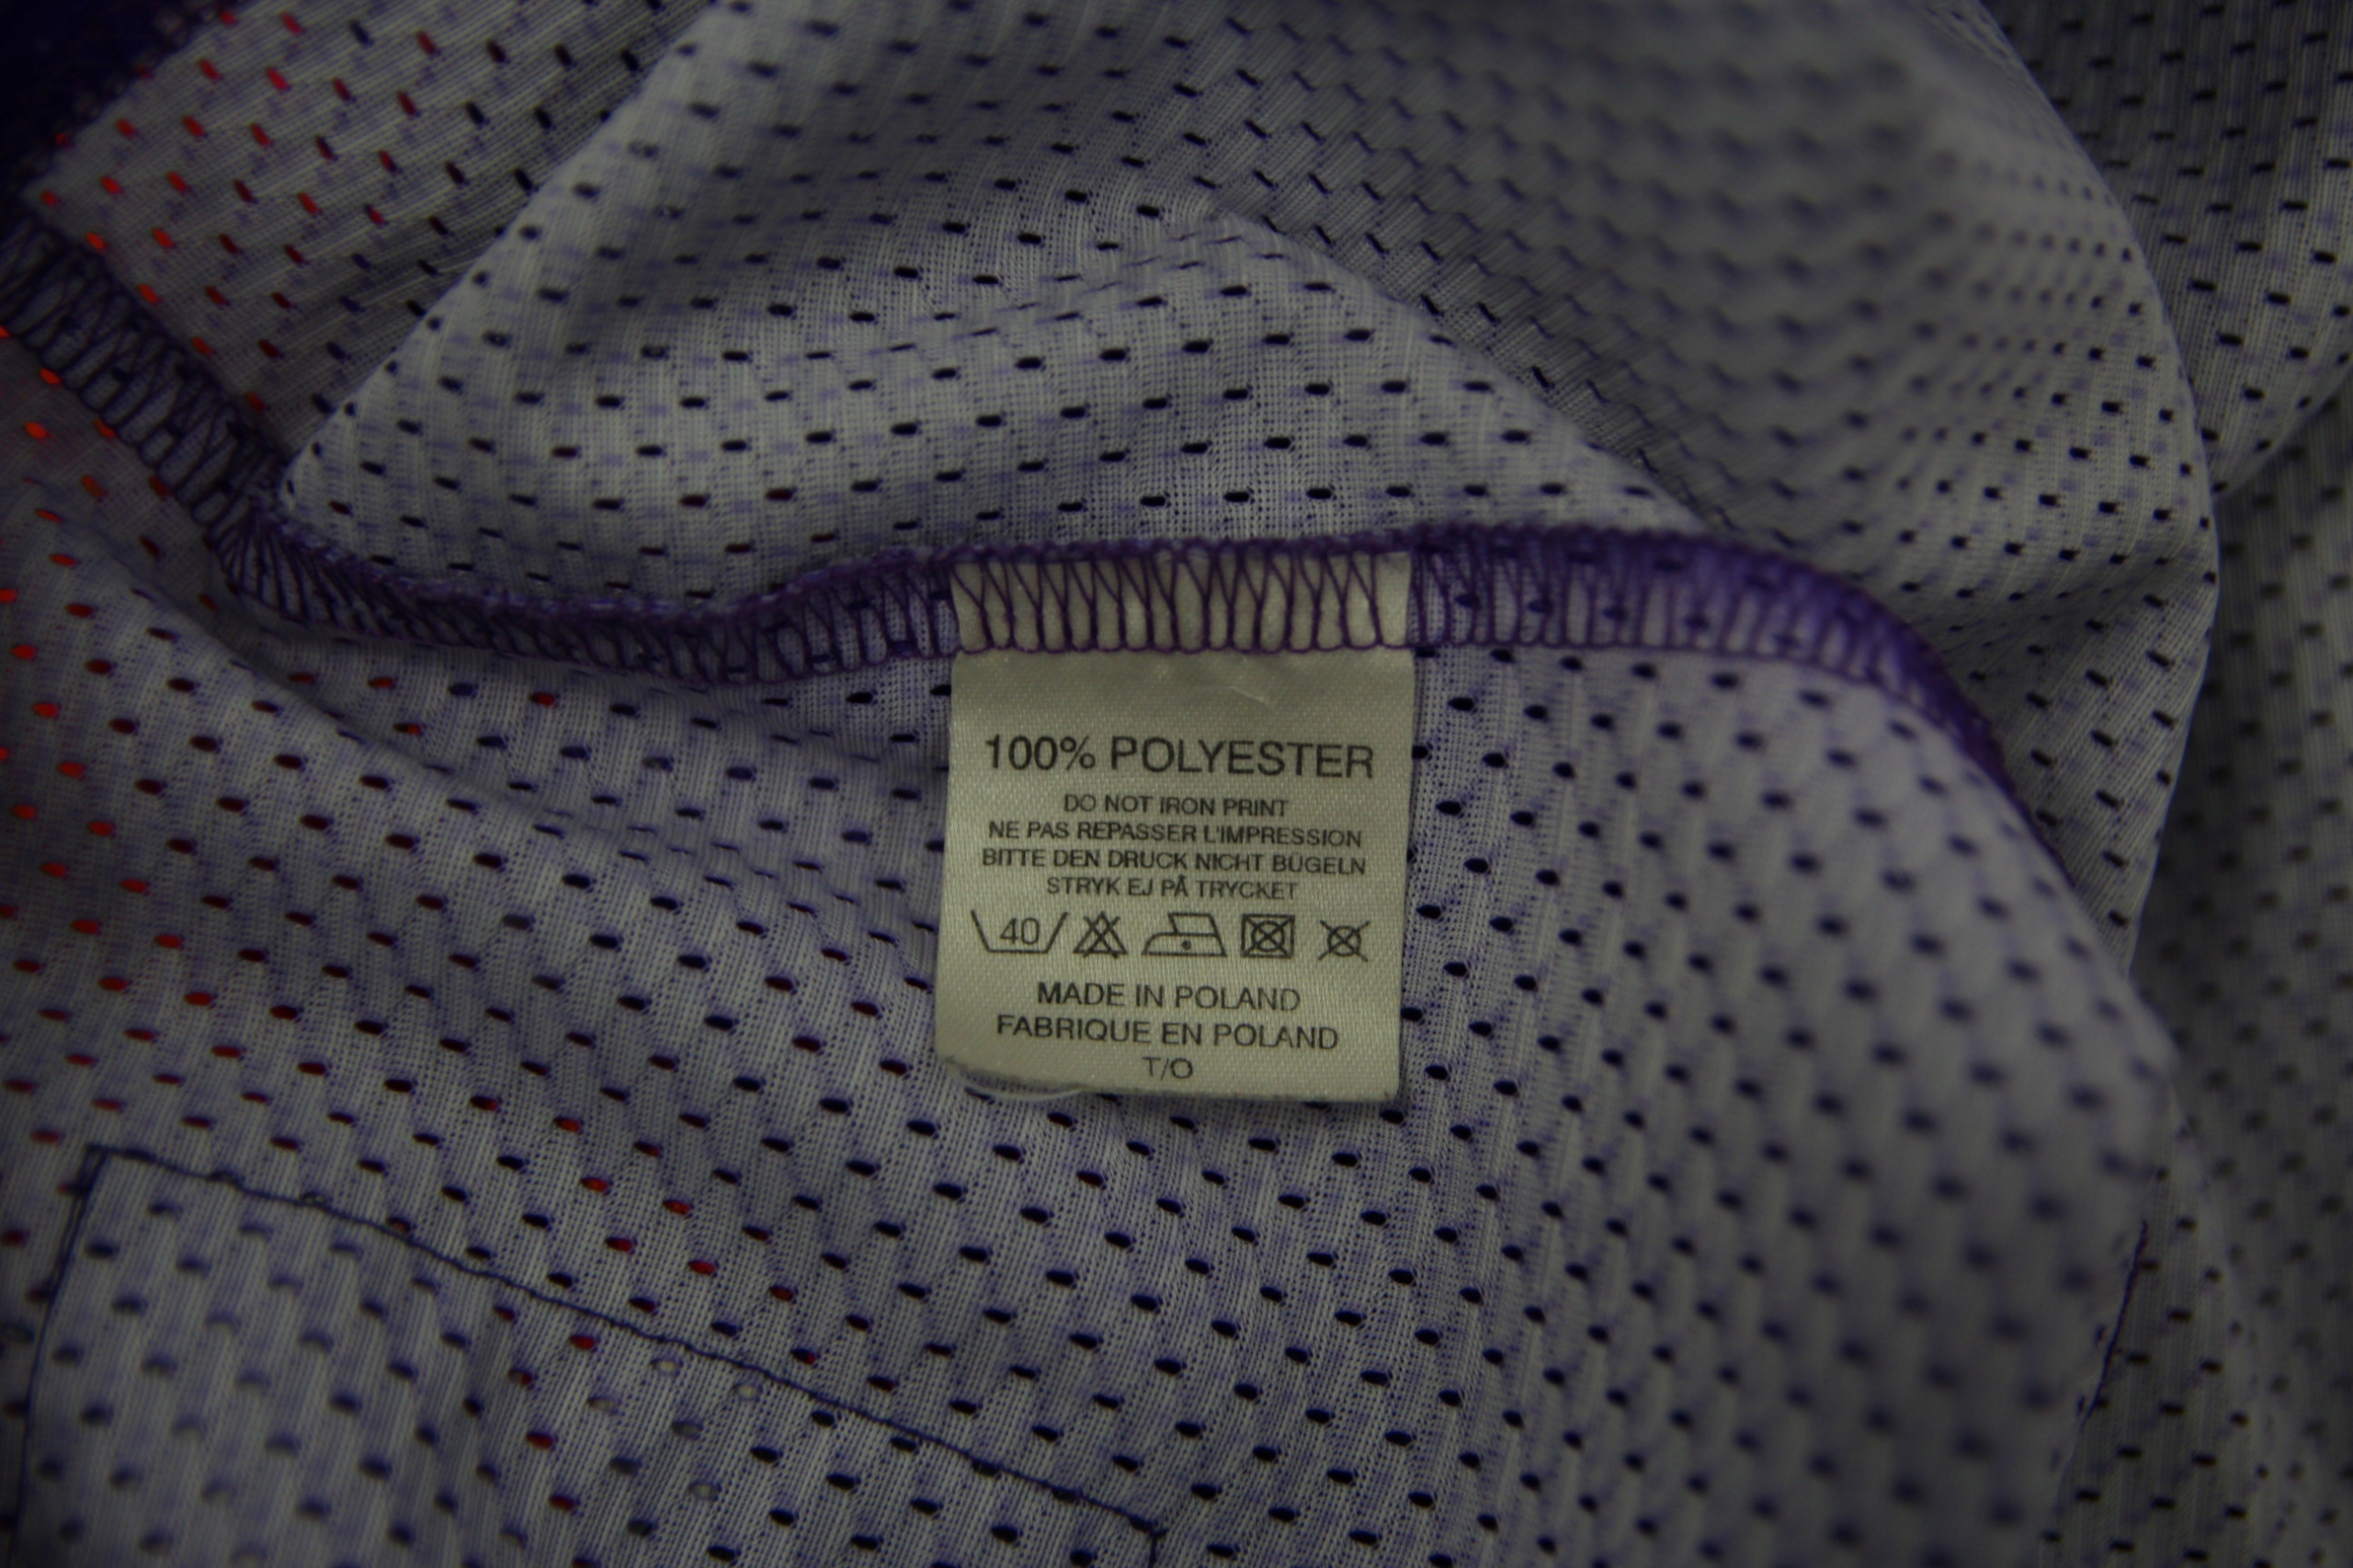 100% POLYESTER
DO NOT IRON PRINT
NE PAS REPASSER L'IMPRESSION
BITTE DEN DRUCK NICHT BÜGELN
STRYK EJ PÅ TRYCKET
40
MADE IN POLAND
FABRIQUE EN POLAND
T/O